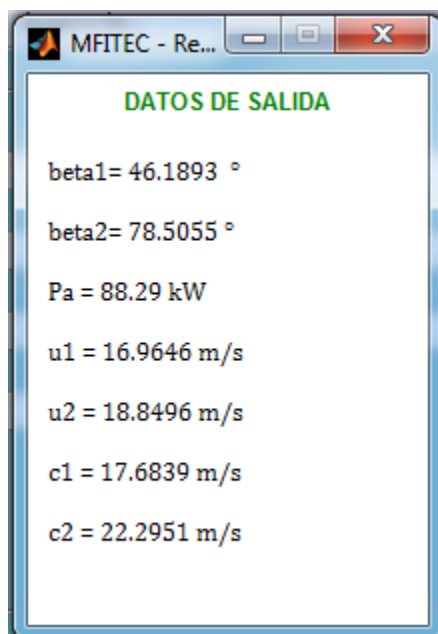 MFITEC - Re...
DATOS DE SALIDA
beta1= 46.1893 °
beta2= 78.5055 °
Pa = 88.29 kW
u1 = 16.9646 m/s
u2 = 18.8496 m/s
c1 = 17.6839 m/s
c2 = 22.2951 m/s